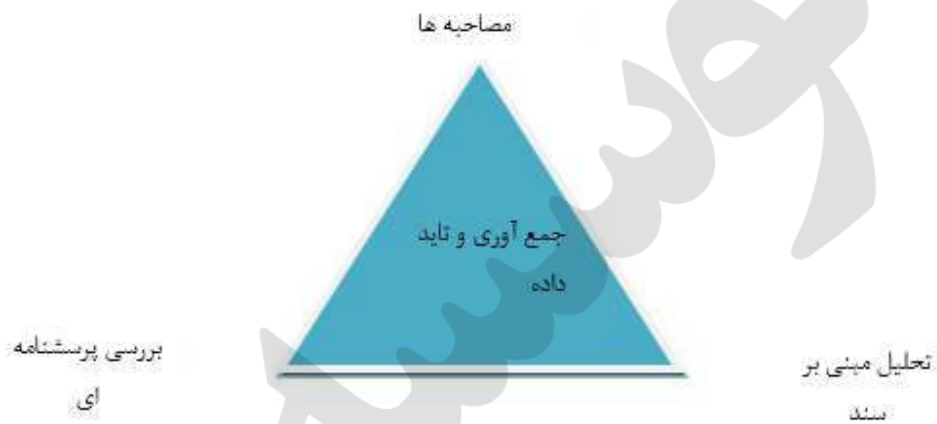 مصاحبه ها
جمع آوری و تاید
داده
تحلیل مبنی بر
سند
بررسی پرسشنامه
ای